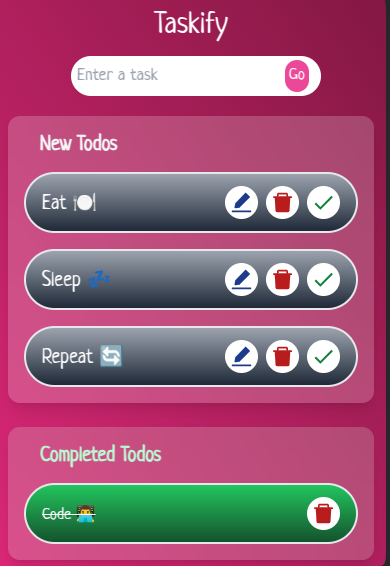 Taskify
Enter a task
Go
New Todos
Eat 🍽️
Sleep 💤
Repeat 🔄
Completed Todos
Code 👨‍💻